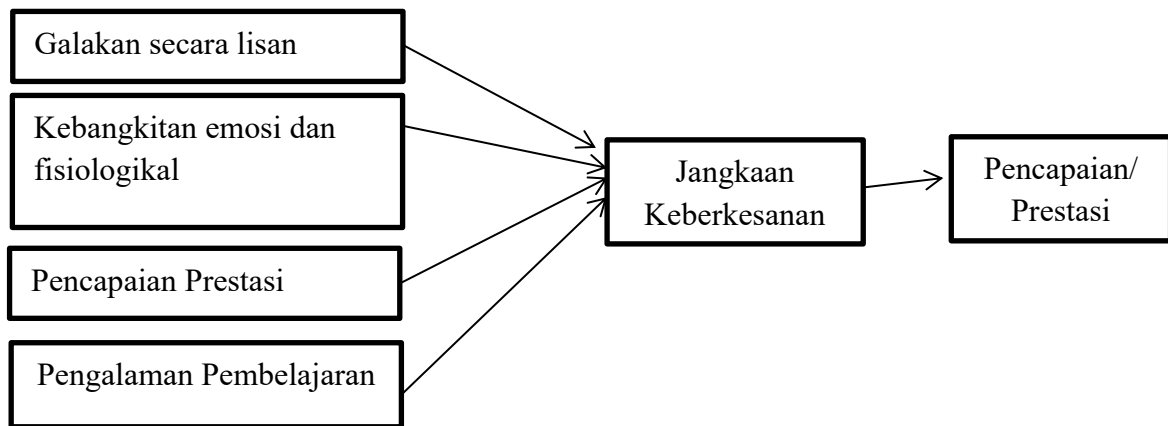 Galakan secara lisan
Kebangkitan emosi dan
fisiologikal
Pencapaian Prestasi
Pengalaman Pembelajaran
Jangkaan
Keberkesanan
Pencapaian/
Prestasi